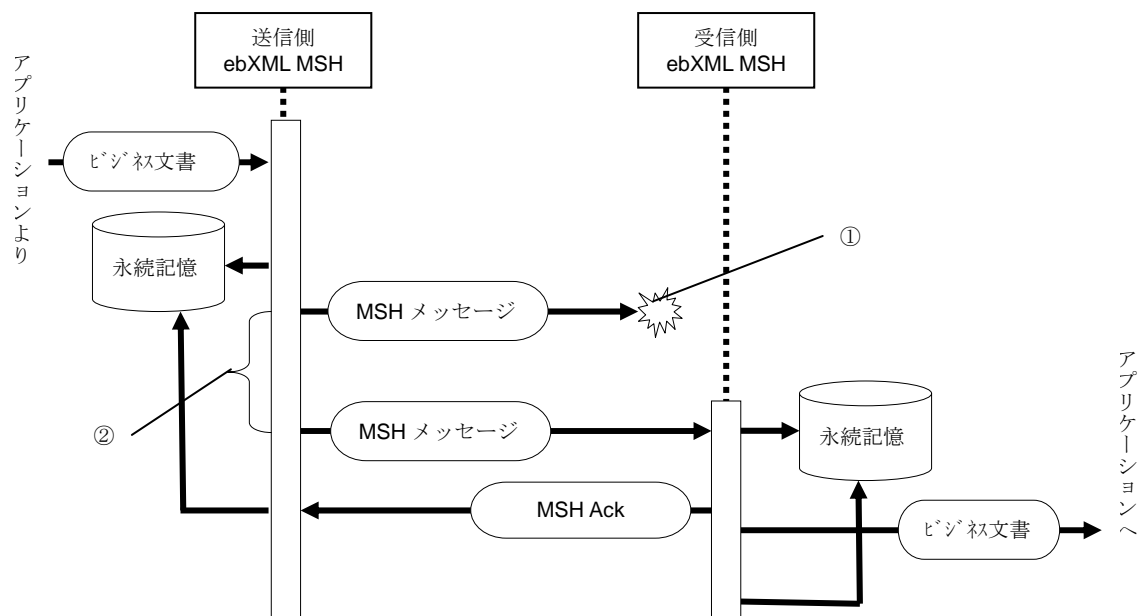 送信側
ebXML MSH
受信側
ebXML MSH
アプリケーションより
ﾋﾞｼﾞﾈｽ文書
永続記憶
①
MSH メッセージ
②
MSH メッセージ
永続記憶
アプリケーションへ
MSH Ack
ﾋﾞｼﾞﾈｽ文書